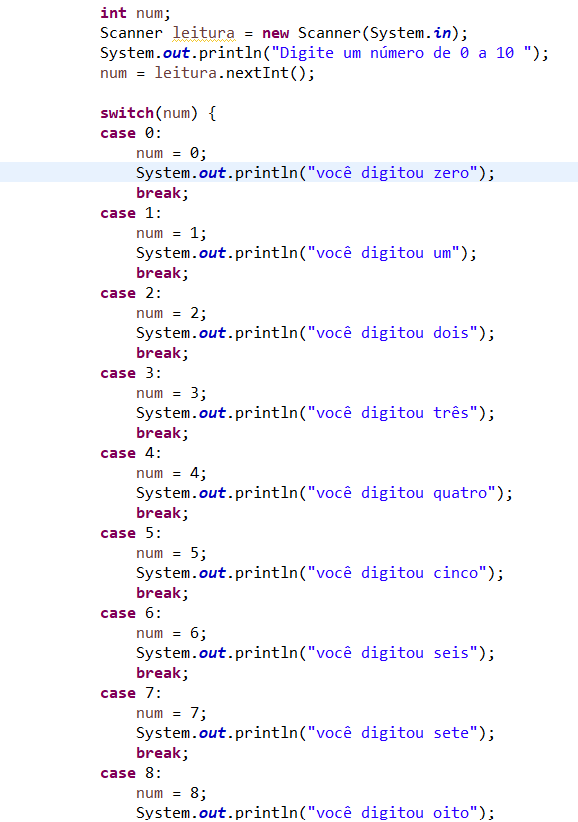 int num;
Scanner leitura = new Scanner(System.in);
System.out.println("Digite um número de 0 a 10 ");
num = leitura.nextInt();
switch(num) {
case 0:
num = 0;
System.out.println("você digitou zero");
break;
case 1:
num = 1;
System.out.println("você digitou um");
break;
case 2:
num = 2;
System.out.println("você digitou dois");
break;
case 3:
num = 3;
System.out.println("você digitou três");
break;
case 4:
num = 4;
System.out.println("você digitou quatro");
break;
case 5:
num = 5;
System.out.println("você digitou cinco");
break;
case 6:
num = 6;
System.out.println("você digitou seis");
break;
case 7:
num = 7;
System.out.println("você digitou sete");
break;
case 8:
num = 8;
System.out.println("você digitou oito");